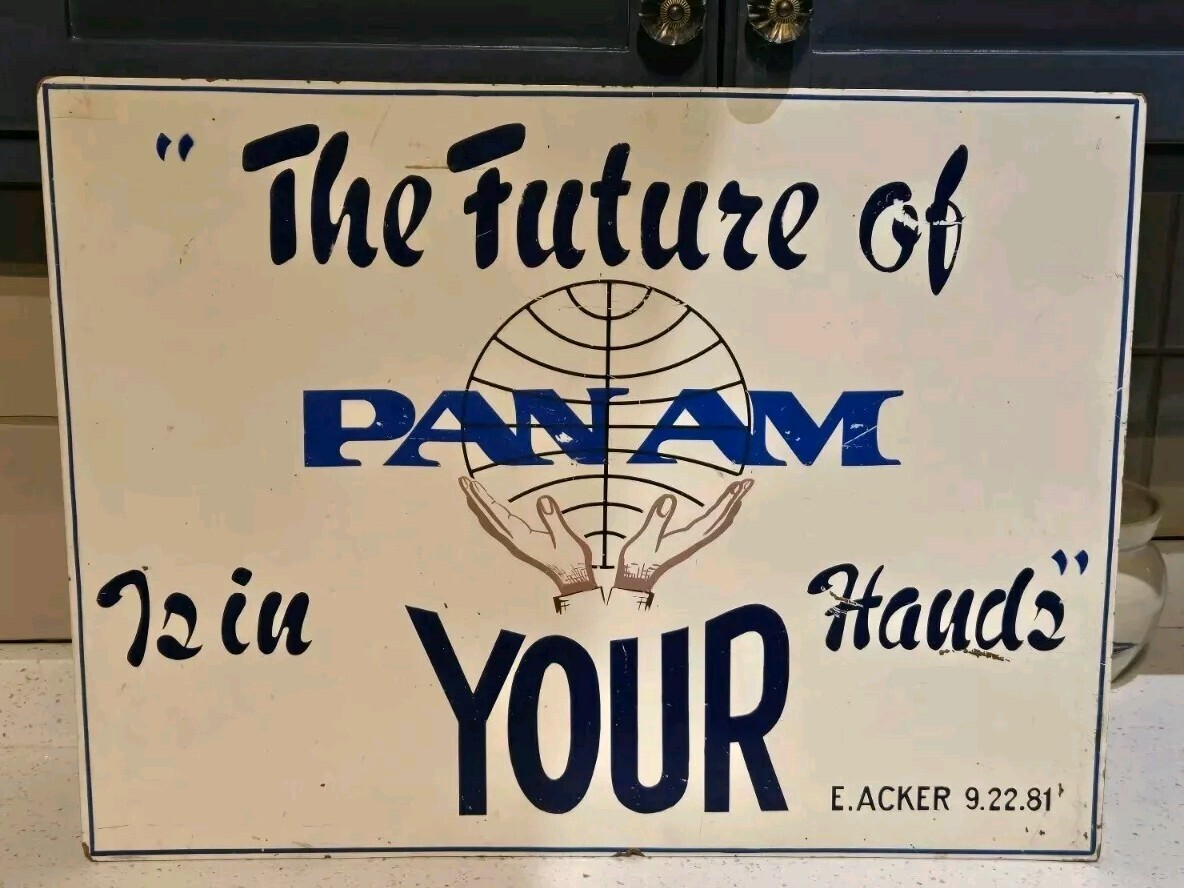 "The Future of
PAN AM
Is in YOUR Hands"
E.ACKER 9.22.81